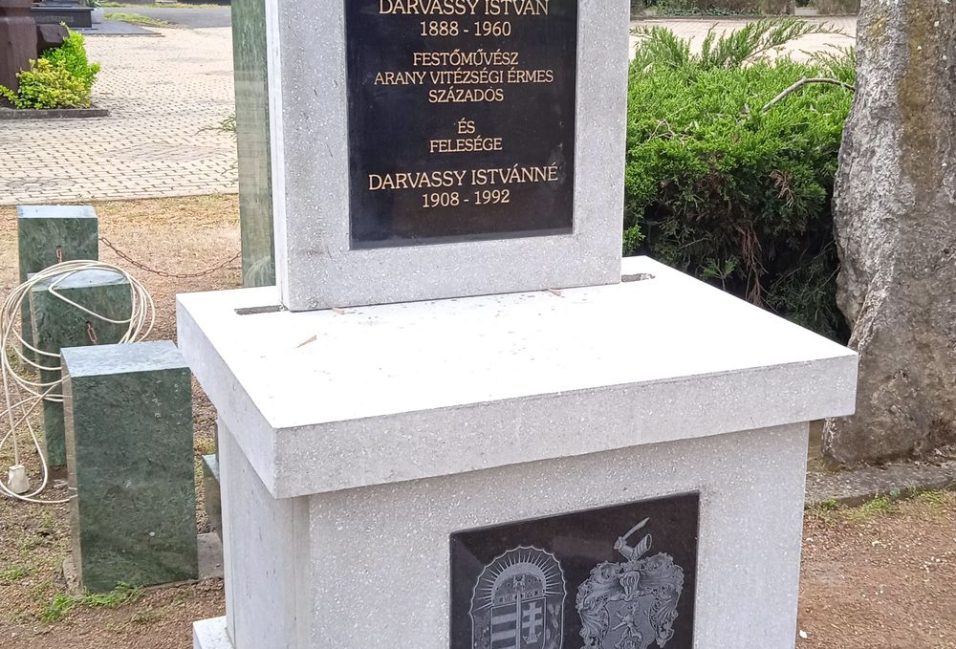 DARVASSY ISTVÁN
1888 - 1960
FESTŐMŰVÉSZ
ARANY VITÉZSÉGI ÉRMES
SZÁZADOS
ÉS
FELESÉGE
DARVASSY ISTVÁNNÉ
1908 - 1992